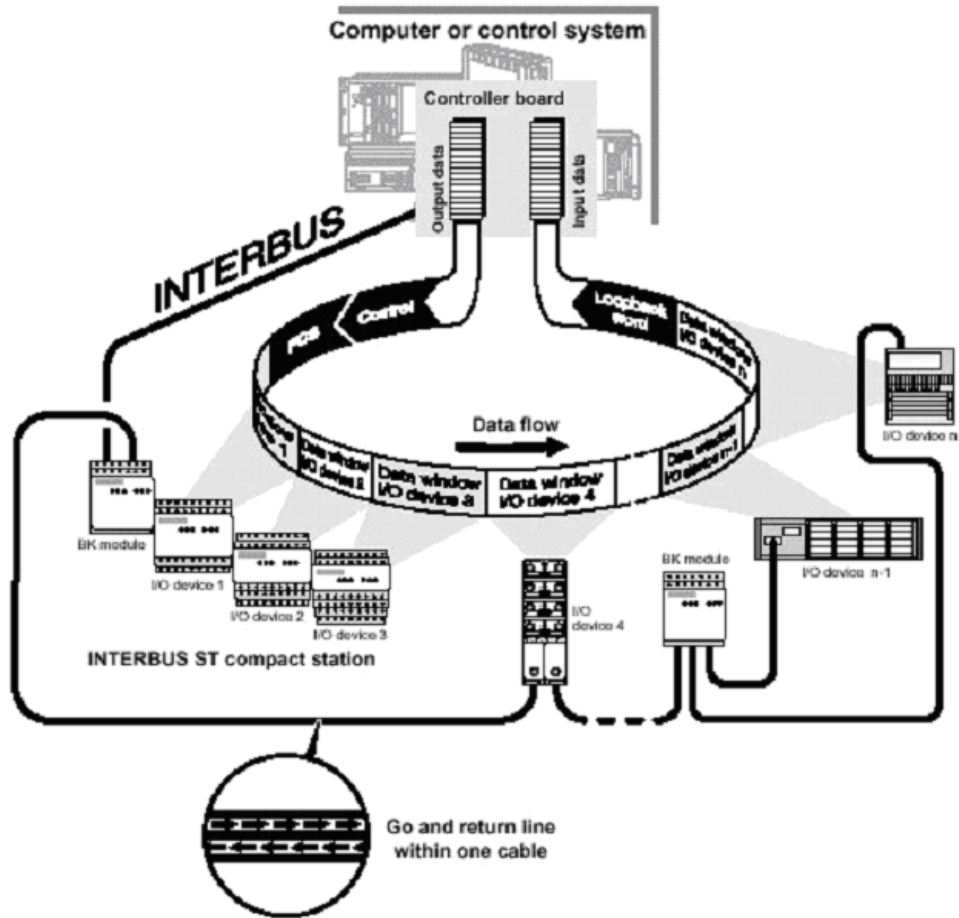 Computer or control system
Controller board
Output data
Input data
INTERBUS
FCS
Control
Loopback
Word
Data window
I/O device n
1
Data window
I/O device 2
Data window
I/O device 3
Data window
I/O device 4
Data window
I/O device n-1
Data flow
I/O device n
BK module
I/O device 1
I/O device 2
I/O device 3
INTERBUS ST compact station
I/O
device 4
BK module
I/O device n-1
Go and return line
within one cable